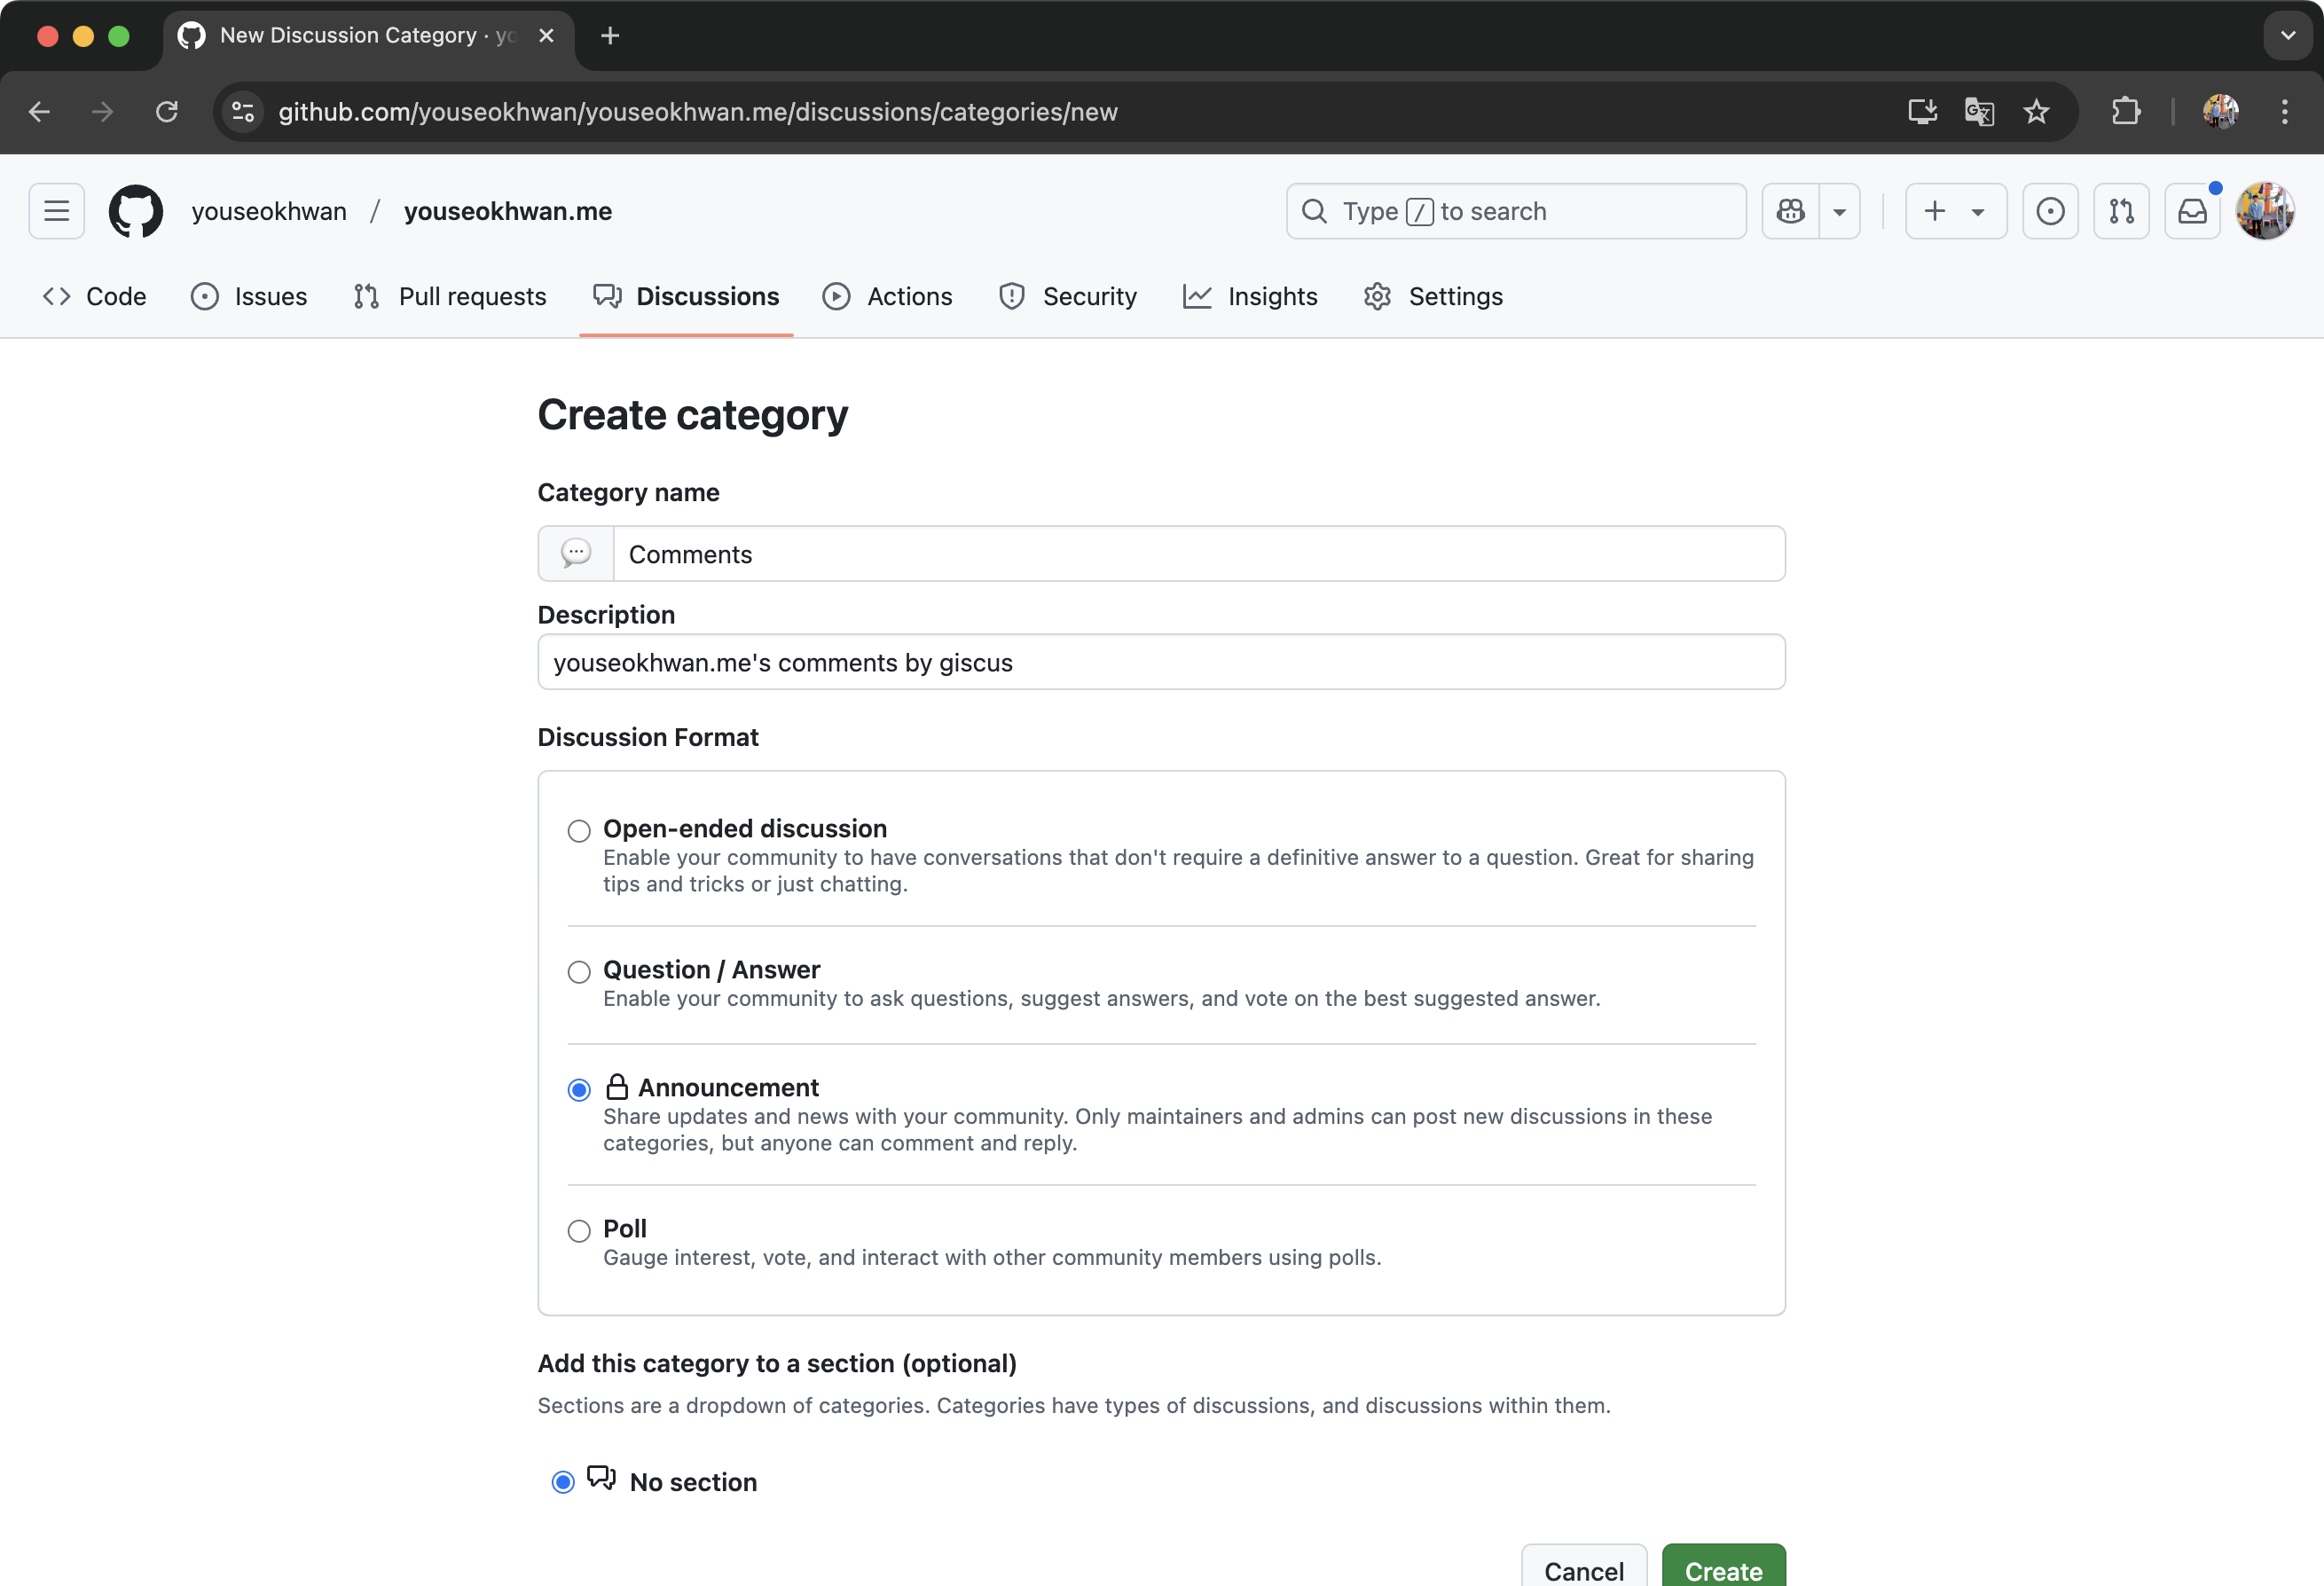 New Discussion Category · yo
github.com/youseokhwan/youseokhwan.me/discussions/categories/new
youseokhwan / youseokhwan.me
Type / to search
Code Issues Pull requests Discussions Actions Security Insights Settings
Create category
Category name
Comments
Description
youseokhwan.me's comments by giscus
Discussion Format
Open-ended discussion
Enable your community to have conversations that don't require a definitive answer to a question. Great for sharing
tips and tricks or just chatting.
Question / Answer
Enable your community to ask questions, suggest answers, and vote on the best suggested answer.
Announcement
Share updates and news with your community. Only maintainers and admins can post new discussions in these
categories, but anyone can comment and reply.
Poll
Gauge interest, vote, and interact with other community members using polls.
Add this category to a section (optional)
Sections are a dropdown of categories. Categories have types of discussions, and discussions within them.
No section
Cancel Create